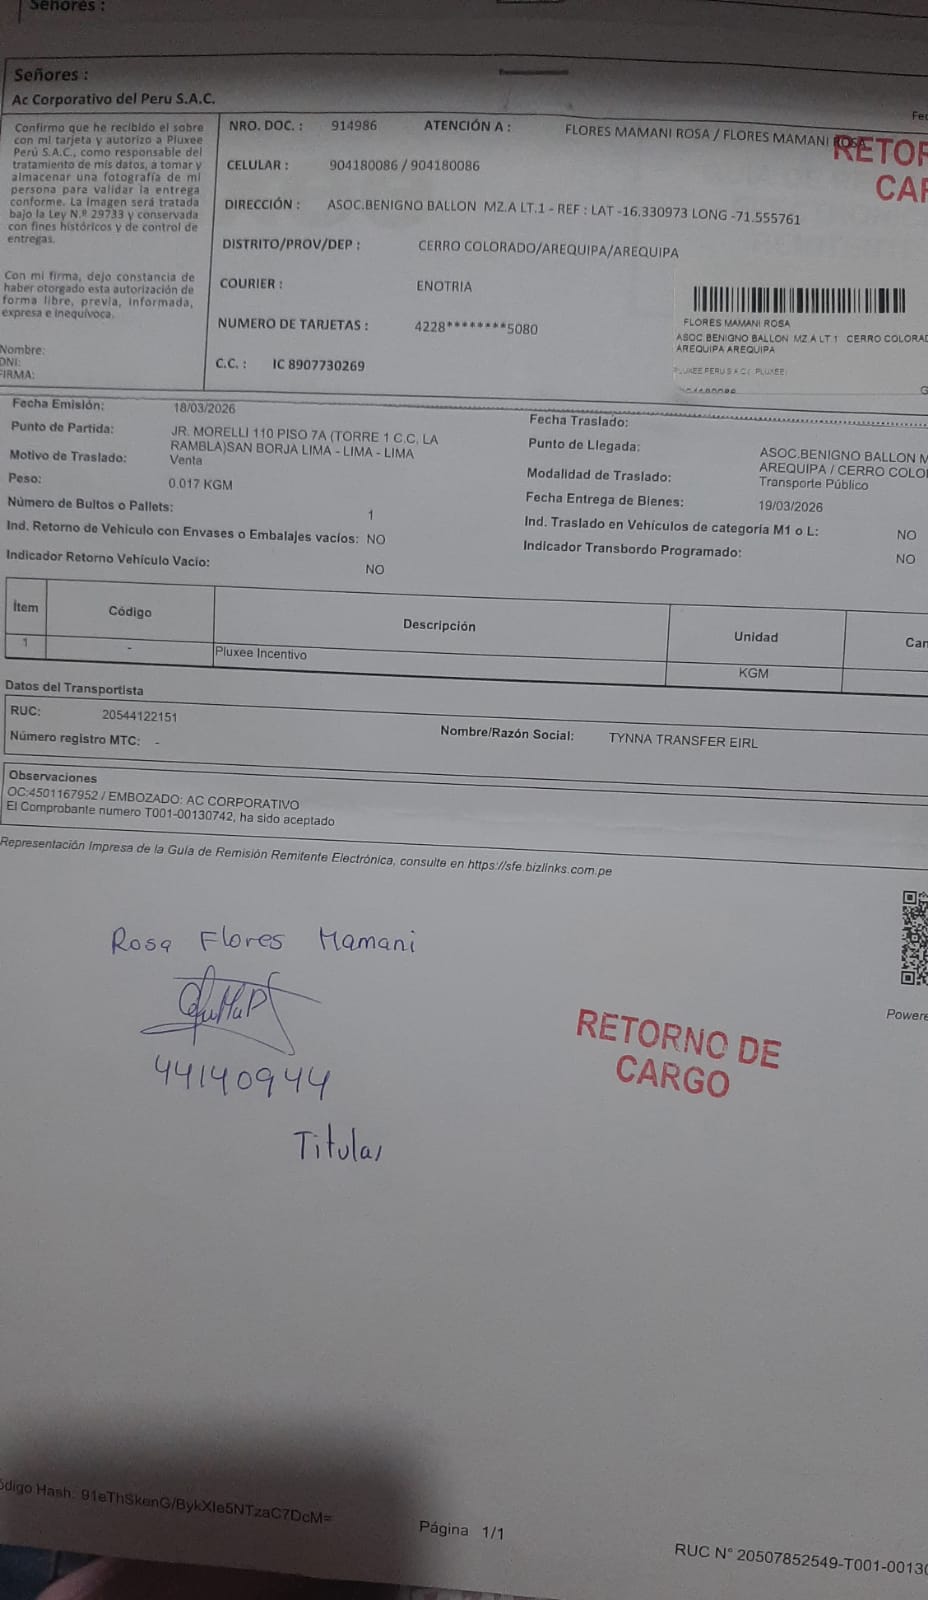 Señores :
Señores :
Ac Corporativo del Peru S.A.C.
Confirmo que he recibido el sobre
con mi tarjeta y autorizo a Pluxee
Perú S.A.C., como responsable del
tratamiento de mis datos, a tomar y
almacenar una fotografía de mi
persona para validar la entrega
conforme. La imagen será tratada
bajo la Ley N.º 29733 y conservada
con fines históricos y de control de
entregas.
Con mi firma, dejo constancia de
haber otorgado esta autorización de
forma libre, previa, informada,
expresa e inequívoca.
Nombre:
DNI:
FIRMA:
NRO. DOC. : 914986 ATENCIÓN A : FLORES MAMANI ROSA / FLORES MAMANI ROSA
CELULAR : 904180086 / 904180086
DIRECCIÓN : ASOC.BENIGNO BALLON MZ.A LT.1 - REF : LAT -16.330973 LONG -71.555761
DISTRITO/PROV/DEP : CERRO COLORADO/AREQUIPA/AREQUIPA
COURIER : ENOTRIA
NUMERO DE TARJETAS : 4228********5080
C.C. : IC 8907730269
RETOR
CAR
FLORES MAMANI ROSA
ASOC.BENIGNO BALLON MZ.A LT.1 CERRO COLORAD
AREQUIPA AREQUIPA
PLUXEE PERU S.A.C ( PLUXEE)
Fecha Emisión: 18/03/2026
Punto de Partida: JR. MORELLI 110 PISO 7A (TORRE 1 C.C. LA
RAMBLA)SAN BORJA LIMA - LIMA - LIMA
Motivo de Traslado: Venta
Peso: 0.017 KGM
Número de Bultos o Pallets: 1
Ind. Retorno de Vehículo con Envases o Embalajes vacíos: NO
Indicador Retorno Vehículo Vacío: NO
Fecha Traslado:
Punto de Llegada: ASOC.BENIGNO BALLON M
AREQUIPA / CERRO COLO
Modalidad de Traslado: Transporte Público
Fecha Entrega de Bienes: 19/03/2026
Ind. Traslado en Vehículos de categoría M1 o L: NO
Indicador Transbordo Programado: NO
Ítem Código Descripción Unidad Can
1 - Pluxee Incentivo KGM
Datos del Transportista
RUC: 20544122151
Nombre/Razón Social: TYNNA TRANSFER EIRL
Número registro MTC: -
Observaciones
OC:4501167952 / EMBOZADO: AC CORPORATIVO
El Comprobante numero T001-00130742, ha sido aceptado
Representación Impresa de la Guía de Remisión Remitente Electrónica, consulte en https://sfe.bizlinks.com.pe
Rosa Flores Mamani
44140944
Titular
RETORNO DE
CARGO
Powere
ódigo Hash: 91eThSkenG/BykXle5NTzaC7DcM=
Página 1/1
RUC N° 20507852549-T001-00130